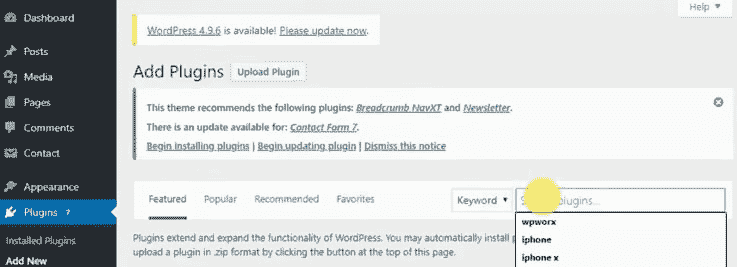 Dashboard
Help ▼
WordPress 4.9.6 is available! Please update now.
Posts
Media
Add Plugins Upload Plugin
Pages
This theme recommends the following plugins: Breadcrumb NavXT and Newsletter.
Comments
There is an update available for: Contact Form 7.
Contact
Begin installing plugins | Begin updating plugin | Dismiss this notice
Appearance
Featured Popular Recommended Favorites Keyword ▼ plugins...
Plugins 7
wpworx
Installed Plugins
Plugins extend and expand the functionality of WordPress. You may automatically install
iphone
Add New
upload a plugin in .zip format by clicking the button at the top of this page.
iphone x